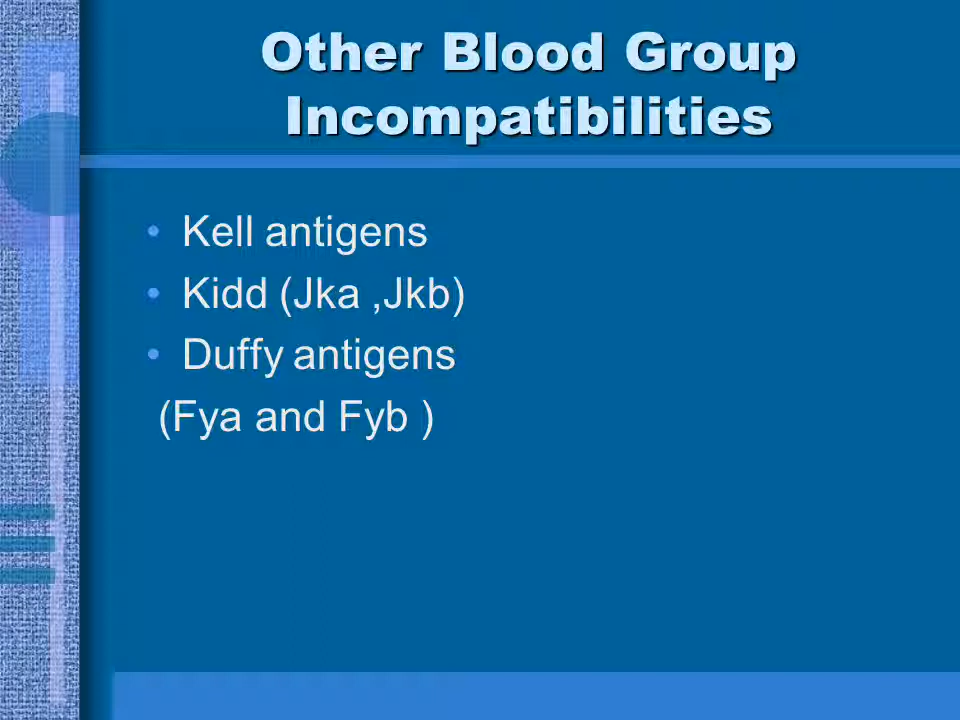 Other Blood Group
Incompatibilities
• Kell antigens
• Kidd (Jka ,Jkb)
• Duffy antigens
(Fya and Fyb )